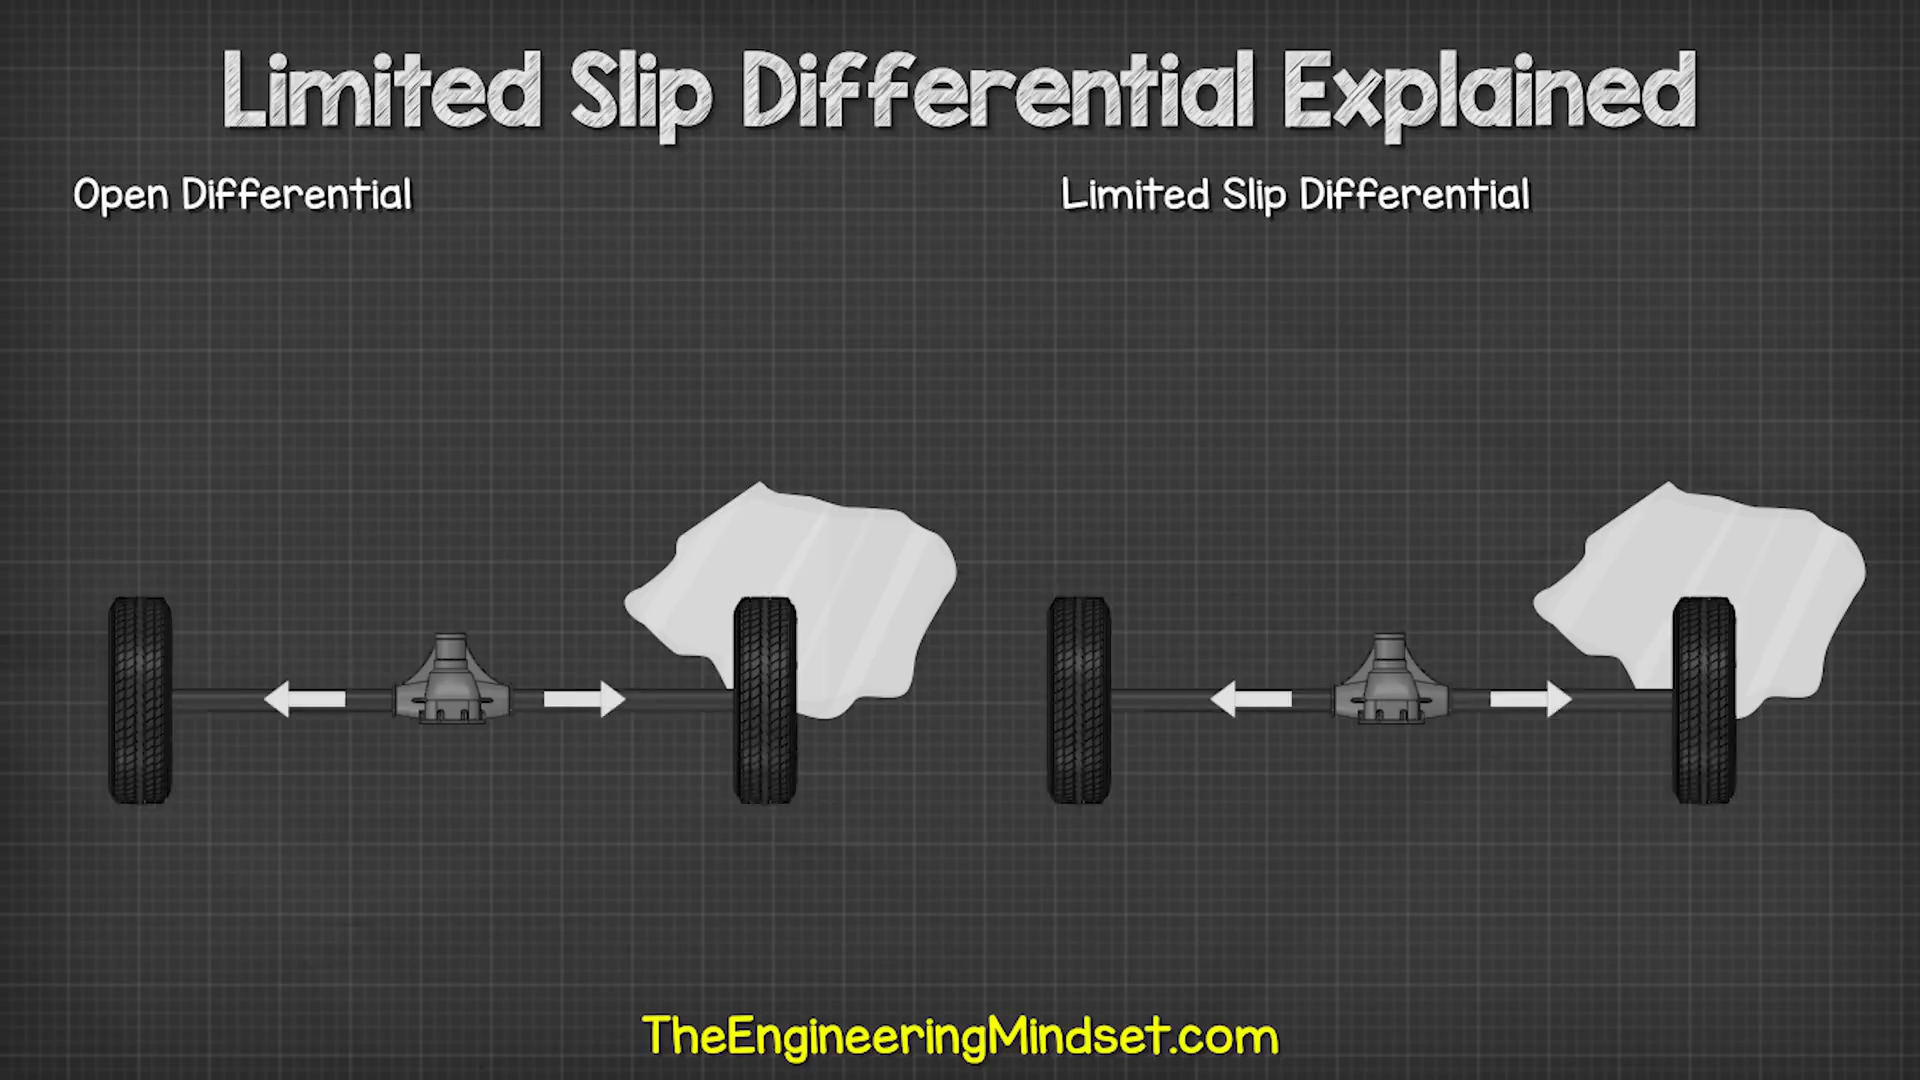 Limited Slip Differential Explained
Open Differential
Limited Slip Differential
TheEngineeringMindset.com